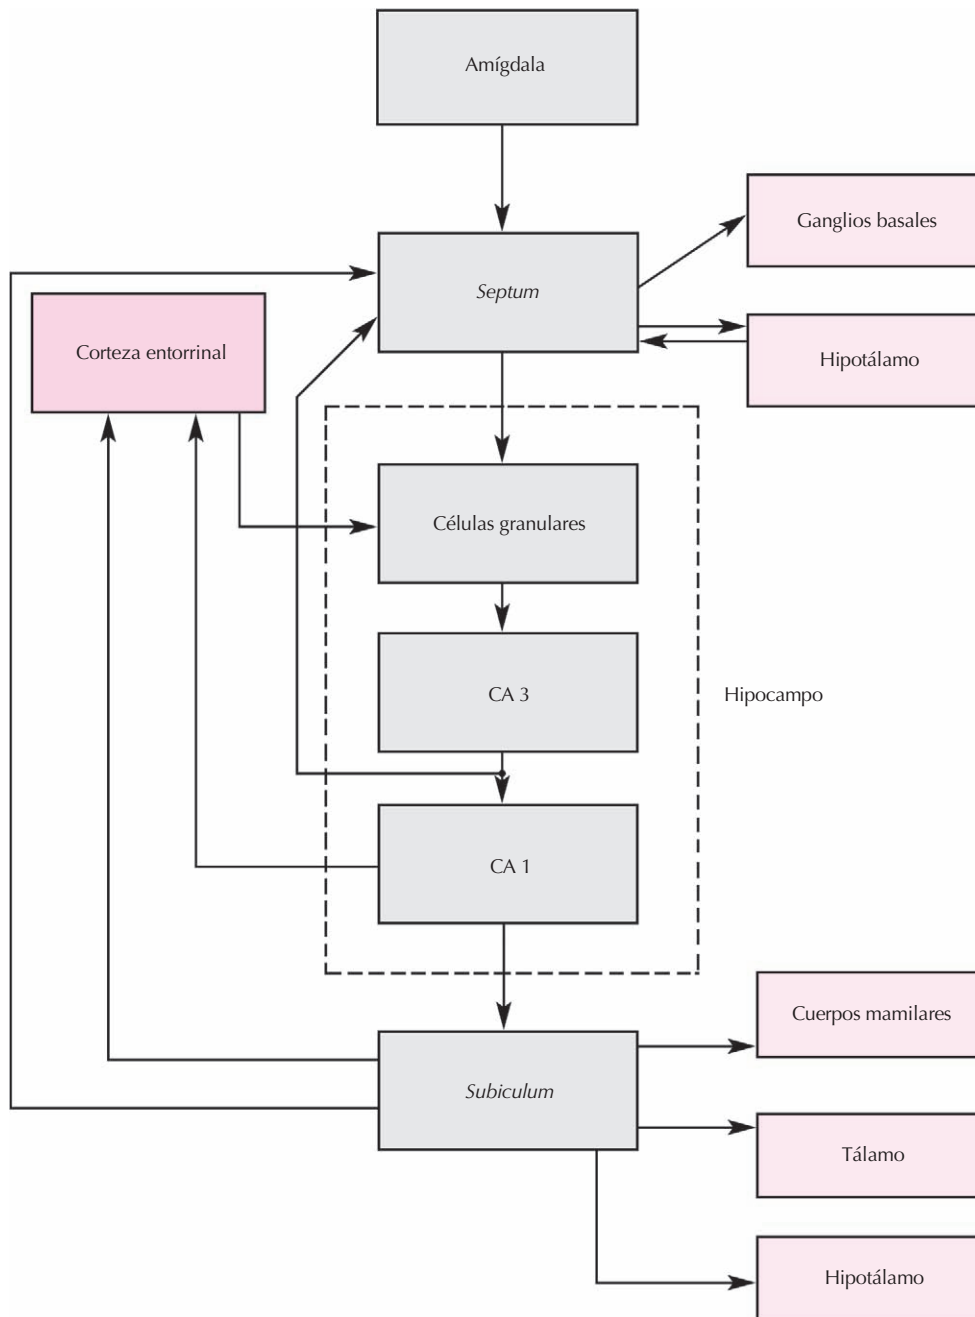 Amígdala
Ganglios basales
Septum
Corteza entorrinal
Hipotálamo
Células granulares
CA 3
Hipocampo
CA 1
Cuerpos mamilares
Subiculum
Tálamo
Hipotálamo